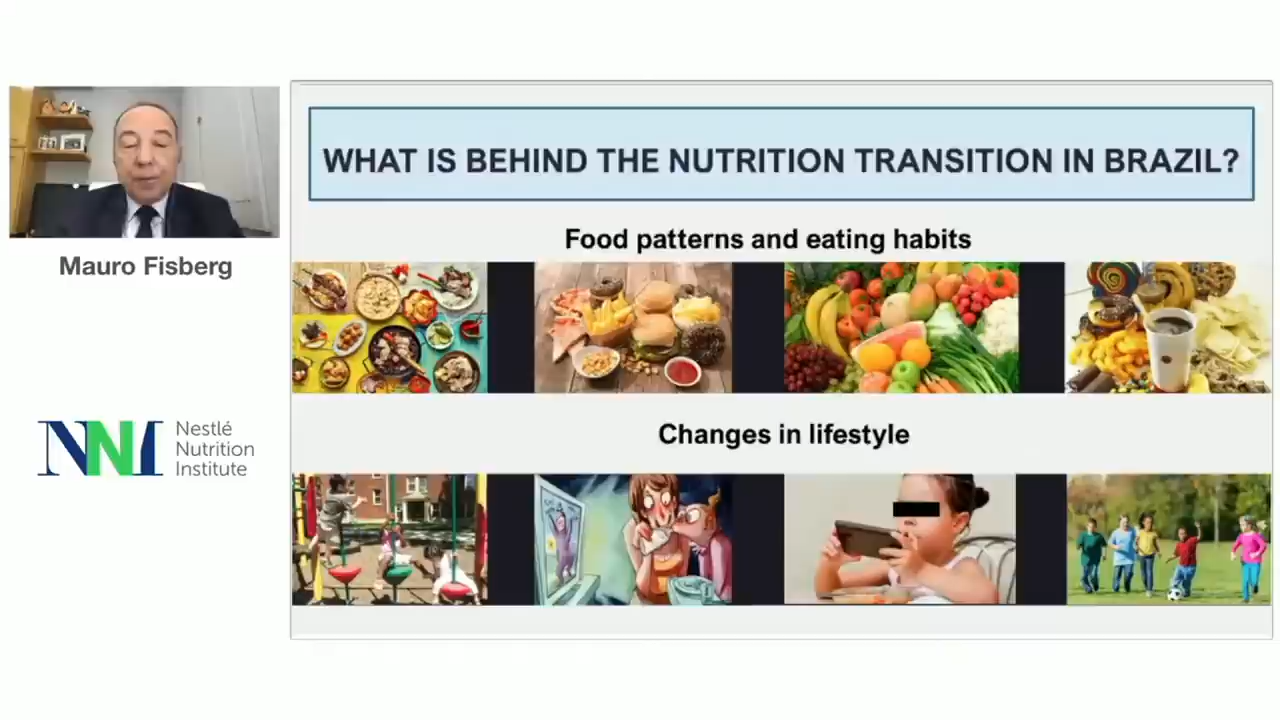 WHAT IS BEHIND THE NUTRITION TRANSITION IN BRAZIL?
Food patterns and eating habits
Mauro Fisberg
Changes in lifestyle
NNI
Nestlé
Nutrition
Institute